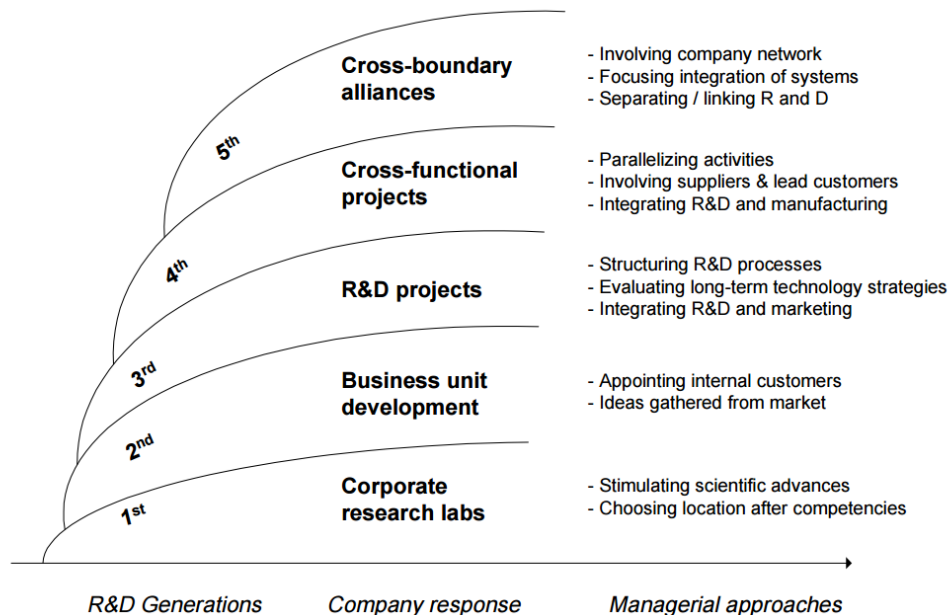 Cross-boundary
alliances
- Involving company network
- Focusing integration of systems
- Separating / linking R and D
5th
Cross-functional
projects
- Parallelizing activities
- Involving suppliers & lead customers
- Integrating R&D and manufacturing
4th
R&D projects
- Structuring R&D processes
- Evaluating long-term technology strategies
- Integrating R&D and marketing
3rd
Business unit
development
- Appointing internal customers
- Ideas gathered from market
2nd
Corporate
research labs
- Stimulating scientific advances
- Choosing location after competencies
1st
R&D Generations
Company response
Managerial approaches